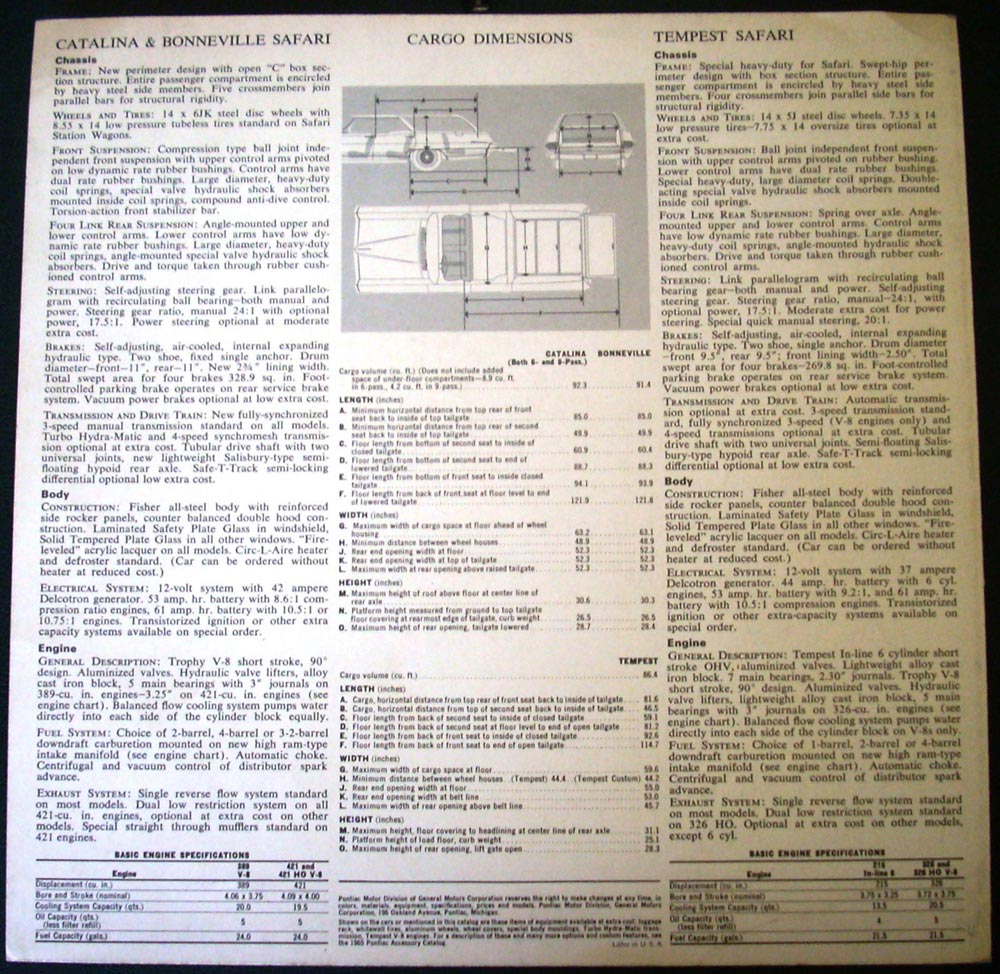 CATALINA & BONNEVILLE SAFARI
Chassis
FRAME: New perimeter design with open "C" box sec-
tion structure. Entire passenger compartment is encircled
by heavy steel side members. Five crossmembers join
parallel bars for structural rigidity.
WHEELS AND TIRES: 14 x 6JK steel disc wheels with
8.55 x 14 low pressure tubeless tires standard on Safari
Station Wagons.
FRONT SUSPENSION: Compression type ball joint inde-
pendent front suspension with upper control arms pivoted
on low dynamic rate rubber bushings. Control arms have
dual rate rubber bushings. Large diameter, heavy-duty
coil springs, special valve hydraulic shock absorbers
mounted inside coil springs, compound anti-dive control.
Torsion-action front stabilizer bar.
FOUR LINK REAR SUSPENSION: Angle-mounted upper and
lower control arms. Lower control arms have low dy-
namic rate rubber bushings. Large diameter, heavy-duty
coil springs, angle-mounted special valve hydraulic shock
absorbers. Drive and torque taken through rubber cush-
ioned control arms.
STEERING: Self-adjusting steering gear. Link parallelo-
gram with recirculating ball bearing—both manual and
power. Steering gear ratio, manual 24:1 with optional
power, 17.5:1. Power steering optional at moderate
extra cost.
BRAKES: Self-adjusting, air-cooled, internal expanding
hydraulic type. Two shoe, fixed single anchor. Drum
diameter—front—11", rear—11". New 2¾" lining width.
Total swept area for four brakes 328.9 sq. in. Foot-
controlled parking brake operates on rear service brake
system. Vacuum power brakes optional at low extra cost.
TRANSMISSION AND DRIVE TRAIN: New fully-synchronized
3-speed manual transmission standard on all models.
Turbo Hydra-Matic and 4-speed synchromesh transmis-
sion optional at extra cost. Tubular drive shaft with two
universal joints, new lightweight Salisbury-type semi-
floating hypoid rear axle. Safe-T-Track semi-locking
differential optional low extra cost.
Body
CONSTRUCTION: Fisher all-steel body with reinforced
side rocker panels, counter balanced double hood con-
struction. Laminated Safety Plate Glass in windshield,
Solid Tempered Plate Glass in all other windows. "Fire-
leveled" acrylic lacquer on all models. Circ-L-Aire heater
and defroster standard. (Car can be ordered without
heater at reduced cost.)
ELECTRICAL SYSTEM: 12-volt system with 42 ampere
Delcotron generator. 53 amp. hr. battery with 8.6:1 com-
pression ratio engines, 61 amp. hr. battery with 10.5:1 or
10.75:1 engines. Transistorized ignition or other extra
capacity systems available on special order.
Engine
GENERAL DESCRIPTION: Trophy V-8 short stroke, 90°
design. Aluminized valves. Hydraulic valve lifters, alloy
cast iron block, 5 main bearings with 3" journals on
389-cu. in. engines—3.25" on 421-cu. in. engines (see
engine chart). Balanced flow cooling system pumps water
directly into each side of the cylinder block equally.
FUEL SYSTEM: Choice of 2-barrel, 4-barrel or 3-2-barrel
downdraft carburetion mounted on new high ram-type
intake manifold (see engine chart). Automatic choke.
Centrifugal and vacuum control of distributor spark
advance.
EXHAUST SYSTEM: Single reverse flow system standard
on most models. Dual low restriction system on all
421-cu. in. engines, optional at extra cost on other
models. Special straight through mufflers standard on
421 engines.
BASIC ENGINE SPECIFICATIONS
Engine 389 V-8 421 and 421 HO V-8
Displacement (cu. in.) 389 421
Bore and Stroke (nominal) 4.06 x 3.75 4.09 x 4.00
Cooling System Capacity (qts.) 20.0 19.5
Oil Capacity (qts.)
(less filter refill) 5 5
Fuel Capacity (gals.) 24.0 24.0
CARGO DIMENSIONS
CATALINA BONNEVILLE
(Both 6- and 9-Pass.)
Cargo volume (cu. ft.) (Does not include added
space of under-floor compartments—8.9 cu. ft.
in 6-pass., 4.2 cu. ft. in 9-pass.) 92.3 91.4
LENGTH (inches)
A. Minimum horizontal distance from top rear of front
seat back to inside of top tailgate 85.0 85.0
B. Minimum horizontal distance from top rear of second
seat back to inside of tailgate 49.9 49.9
C. Floor length from bottom of second seat to inside of
closed tailgate 60.9 60.4
D. Floor length from bottom of second seat to end of
lowered tailgate 88.7 88.3
E. Floor length from bottom of front seat to inside closed
tailgate 94.1 93.9
F. Floor length from back of front seat at floor level to end
of lowered tailgate 121.9 121.8
WIDTH (inches)
G. Maximum width of cargo space at floor ahead of wheel
housing 63.2 63.1
H. Minimum distance between wheel houses 48.9 48.9
J. Rear end opening width at floor 52.3 52.3
K. Rear end opening width at top of tailgate 52.3 52.3
L. Maximum width at rear opening above raised tailgate 52.3 52.3
HEIGHT (inches)
M. Maximum height of roof above floor at center line of
rear axle 30.6 30.3
N. Platform height measured from ground to top tailgate
floor covering at rearmost edge of tailgate, curb weight 26.5 26.5
O. Maximum height of rear opening, tailgate lowered 28.7 28.4
TEMPEST
Cargo volume (cu. ft.) 86.4
LENGTH (inches)
A. Cargo, horizontal distance from top rear of front seat back to inside of tailgate 81.6
B. Cargo, horizontal distance from top of second seat back to inside of tailgate 46.5
C. Floor length from back of second seat to inside of closed tailgate 59.1
D. Floor length from back of second seat at floor level to end of open tailgate 81.2
E. Floor length from back of front seat to inside of closed tailgate 92.6
F. Floor length from back of front seat to end of open tailgate 114.7
WIDTH (inches)
G. Maximum width of cargo space at floor 59.6
H. Minimum distance between wheel houses (Tempest) 44.4 (Tempest Custom) 44.2
J. Rear end opening width at floor 55.0
K. Rear end opening width at belt line 53.0
L. Maximum width of rear opening above belt line 45.7
HEIGHT (inches)
M. Maximum height, floor covering to headlining at center line of rear axle 31.1
N. Platform height of load floor, curb weight 25.1
O. Maximum height of rear opening, lift gate open 28.3
Pontiac Motor Division of General Motors Corporation reserves the right to make changes at any time, in
colors, materials, equipment, specifications, prices and models. Pontiac Motor Division, General Motors
Corporation, 196 Oakland Avenue, Pontiac, Michigan.
Shown on the cars or mentioned in this catalog are these items of equipment available at extra cost: luggage
rack, whitewall tires, aluminum wheels, wheel covers, special body mouldings, Turbo Hydra-Matic trans-
mission, Tempest V-8 engines. For a description of these and many more options and custom features, see
the 1965 Pontiac Accessory Catalog.
Litho in U.S.A.
TEMPEST SAFARI
Chassis
FRAME: Special heavy-duty for Safari. Swept-hip per-
imeter design with box section structure. Entire pas-
senger compartment is encircled by heavy steel side
members. Four crossmembers join parallel side bars for
structural rigidity.
WHEELS AND TIRES: 14 x 5J steel disc wheels. 7.35 x 14
low pressure tires—7.75 x 14 oversize tires optional at
extra cost.
FRONT SUSPENSION: Ball joint independent front suspen-
sion with upper control arms pivoted on rubber bushing.
Lower control arms have dual rate rubber bushings.
Special heavy-duty, large diameter coil springs. Double-
acting special valve hydraulic shock absorbers mounted
inside coil springs.
FOUR LINK REAR SUSPENSION: Spring over axle. Angle-
mounted upper and lower control arms. Control arms
have low dynamic rate rubber bushings. Large diameter,
heavy-duty coil springs, angle-mounted hydraulic shock
absorbers. Drive and torque taken through rubber cush-
ioned control arms.
STEERING: Link parallelogram with recirculating ball
bearing gear—both manual and power. Self-adjusting
steering gear. Steering gear ratio, manual—24:1, with
optional power, 17.5:1. Moderate extra cost for power
steering. Special quick manual steering, 20:1.
BRAKES: Self-adjusting, air-cooled, internal expanding
hydraulic type. Two shoe, single anchor. Drum diameter
—front 9.5", rear 9.5"; front lining width—2.50". Total
swept area for four brakes—269.8 sq. in. Foot-controlled
parking brake operates on rear service brake system.
Vacuum power brakes optional at low extra cost.
TRANSMISSION AND DRIVE TRAIN: Automatic transmis-
sion optional at extra cost. 3-speed transmission stand-
ard, fully synchronized 3-speed (V-8 engines only) and
4-speed transmissions optional at extra cost. Tubular
drive shaft with two universal joints. Semi-floating Salis-
bury-type hypoid rear axle. Safe-T-Track semi-locking
differential optional at low extra cost.
Body
CONSTRUCTION: Fisher all-steel body with reinforced
side rocker panels, counter balanced double hood con-
struction. Laminated Safety Plate Glass in windshield,
Solid Tempered Plate Glass in all other windows. "Fire-
leveled" acrylic lacquer on all models. Circ-L-Aire heater
and defroster standard. (Car can be ordered without
heater at reduced cost.)
ELECTRICAL SYSTEM: 12-volt system with 37 ampere
Delcotron generator. 44 amp. hr. battery with 6 cyl.
engines, 53 amp. hr. with 9.2:1, and 61 amp. hr.
battery with 10.5:1 compression engines. Transistorized
ignition or other extra-capacity systems available on
special order.
Engine
GENERAL DESCRIPTION: Tempest In-line 6 cylinder short
stroke OHV, aluminized valves. Lightweight alloy cast
iron block. 7 main bearings, 2.30" journals. Trophy V-8
short stroke, 90° design. Aluminized valves. Hydraulic
valve lifters, lightweight alloy cast iron block, 5 main
bearings with 3" journals on 326-cu. in. engines (see
engine chart). Balanced flow cooling system pumps water
directly into each side of the cylinder block on V-8s only.
FUEL SYSTEM: Choice of 1-barrel, 2-barrel or 4-barrel
downdraft carburetion mounted on new high ram-type
intake manifold (see engine chart). Automatic choke.
Centrifugal and vacuum control of distributor spark
advance.
EXHAUST SYSTEM: Single reverse flow system standard
on most models. Dual low restriction system standard
on 326 HO. Optional at extra cost on other models,
except 6 cyl.
BASIC ENGINE SPECIFICATIONS
Engine 215 In-line 6 326 and 326 HO V-8
Displacement (cu. in.) 215 326
Bore and Stroke (nominal) 3.75 x 3.25 3.72 x 3.75
Cooling System Capacity (qts.) 13.5 20.5
Oil Capacity (qts.)
(less filter refill) 4 5
Fuel Capacity (gals.) 21.5 21.5